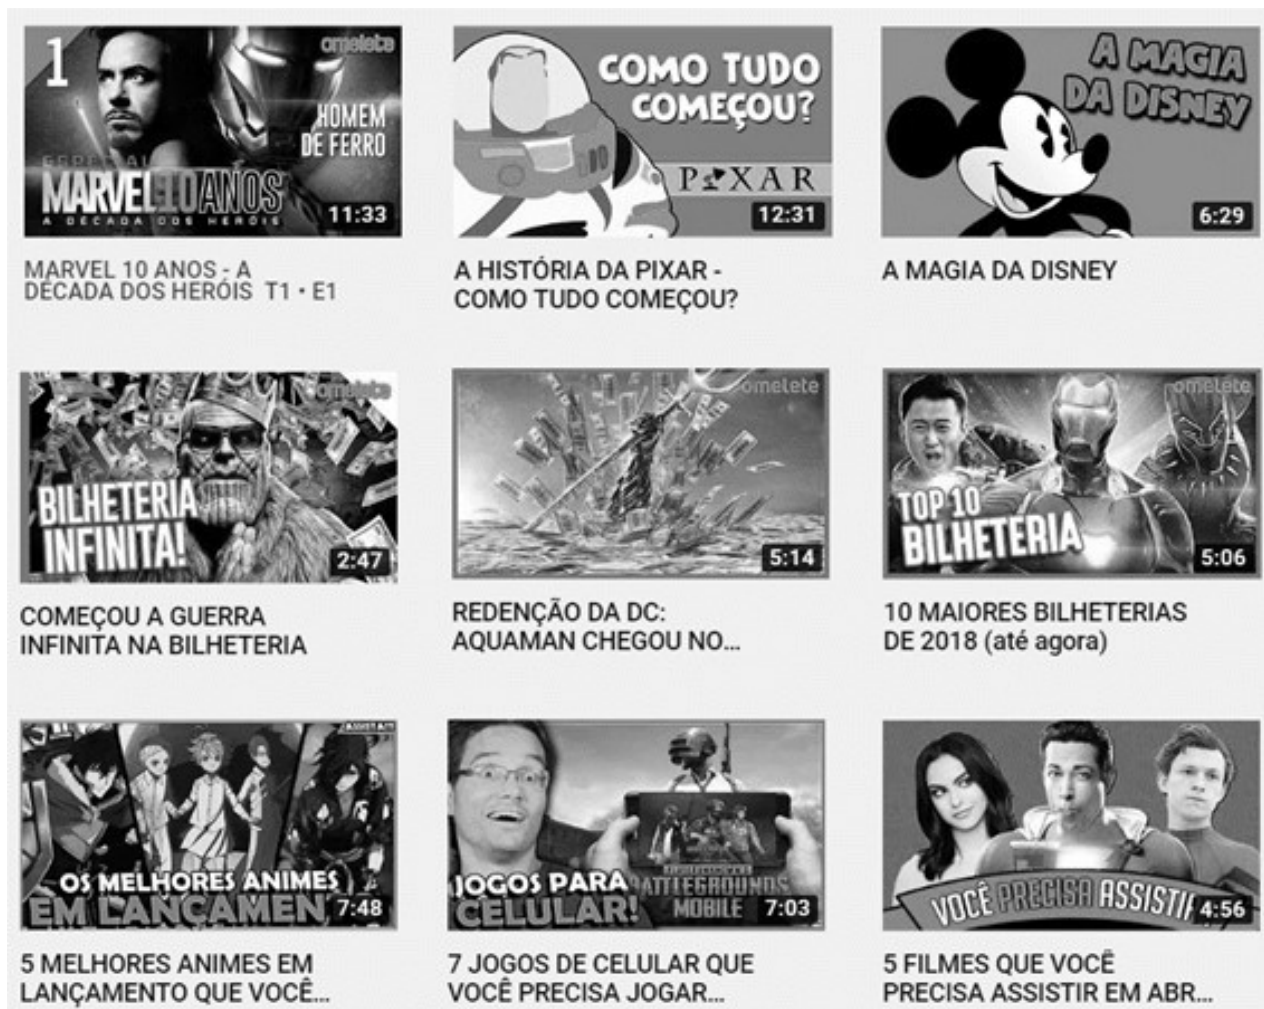 1
omelete
HOMEM
DE FERRO
ESPECIAL
MARVEL 10 ANOS
A DÉCADA DOS HERÓIS
11:33
MARVEL 10 ANOS - A
DÉCADA DOS HERÓIS T1 • E1
COMO TUDO
COMEÇOU?
PIXAR
12:31
A HISTÓRIA DA PIXAR -
COMO TUDO COMEÇOU?
A MAGIA
DA DISNEY
6:29
A MAGIA DA DISNEY
omelete
BILHETERIA
INFINITA!
2:47
COMEÇOU A GUERRA
INFINITA NA BILHETERIA
omelete
5:14
REDENÇÃO DA DC:
AQUAMAN CHEGOU NO...
omelete
TOP 10
BILHETERIA
5:06
10 MAIORES BILHETERIAS
DE 2018 (até agora)
OS MELHORES ANIMES
EM LANÇAMEN
7:48
5 MELHORES ANIMES EM
LANÇAMENTO QUE VOCÊ...
JOGOS PARA
CELULAR!
BATTLEGROUNDS
MOBILE
7:03
7 JOGOS DE CELULAR QUE
VOCÊ PRECISA JOGAR...
VOCÊ PRECISA ASSISTIR
4:56
5 FILMES QUE VOCÊ
PRECISA ASSISTIR EM ABR...